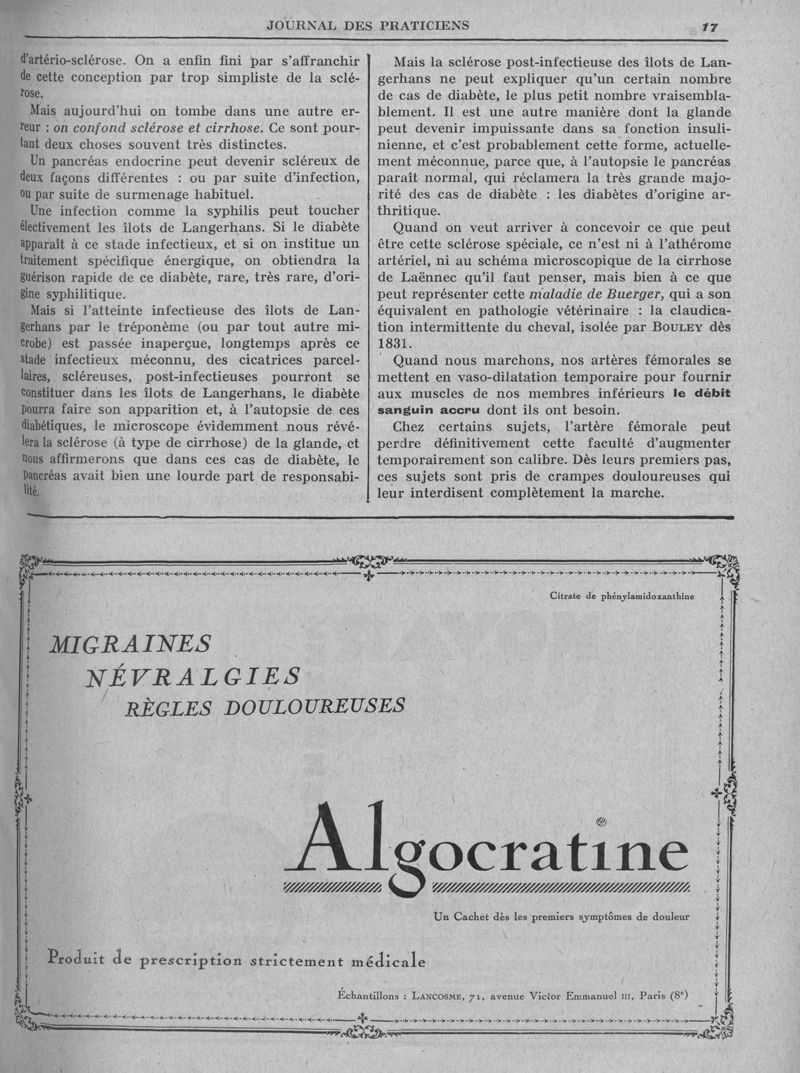 JOURNAL DES PRATICIENS 17
d'artério-sclérose. On a enfin fini par s'affranchir
de cette conception par trop simpliste de la sclé-
rose.
Mais aujourd'hui on tombe dans une autre er-
reur : on confond sclérose et cirrhose. Ce sont pour-
tant deux choses souvent très distinctes.
Un pancréas endocrine peut devenir scléreux de
deux façons différentes : ou par suite d'infection,
ou par suite de surmenage habituel.
Une infection comme la syphilis peut toucher
électivement les îlots de Langerhans. Si le diabète
apparaît à ce stade infectieux, et si on institue un
traitement spécifique énergique, on obtiendra la
guérison rapide de ce diabète, rare, très rare, d'ori-
gine syphilitique.
Mais si l'atteinte infectieuse des îlots de Lan-
gerhans par le tréponème (ou par tout autre mi-
crobe) est passée inaperçue, longtemps après ce
stade infectieux méconnu, des cicatrices parcel-
laires, scléreuses, post-infectieuses pourront se
constituer dans les îlots de Langerhans, le diabète
pourra faire son apparition et, à l'autopsie de ces
diabétiques, le microscope évidemment nous révé-
lera la sclérose (à type de cirrhose) de la glande, et
nous affirmerons que dans ces cas de diabète, le
pancréas avait bien une lourde part de responsabi-
lité.
Mais la sclérose post-infectieuse des îlots de Lan-
gerhans ne peut expliquer qu'un certain nombre
de cas de diabète, le plus petit nombre vraisembla-
blement. Il est une autre manière dont la glande
peut devenir impuissante dans sa fonction insuli-
nienne, et c'est probablement cette forme, actuelle-
ment méconnue, parce que, à l'autopsie le pancréas
paraît normal, qui réclamera la très grande majo-
rité des cas de diabète : les diabètes d'origine ar-
thritique.
Quand on veut arriver à concevoir ce que peut
être cette sclérose spéciale, ce n'est ni à l'athérome
artériel, ni au schéma microscopique de la cirrhose
de Laënnec qu'il faut penser, mais bien à ce que
peut représenter cette maladie de Buerger, qui a son
équivalent en pathologie vétérinaire : la claudica-
tion intermittente du cheval, isolée par BOULEY dès
1831.
Quand nous marchons, nos artères fémorales se
mettent en vaso-dilatation temporaire pour fournir
aux muscles de nos membres inférieurs le débit
sanguin accru dont ils ont besoin.
Chez certains sujets, l'artère fémorale peut
perdre définitivement cette faculté d'augmenter
temporairement son calibre. Dès leurs premiers pas,
ces sujets sont pris de crampes douloureuses qui
leur interdisent complètement la marche.
Citrate de phénylamidoxanthine
MIGRAINES
NÉVRALGIES
RÈGLES DOULOUREUSES
Algocratine
Un Cachet dès les premiers symptômes de douleur
Produit de prescription strictement médicale
Échantillons : LANCOSME, 71, avenue Victor Emmanuel III, Paris (8e)